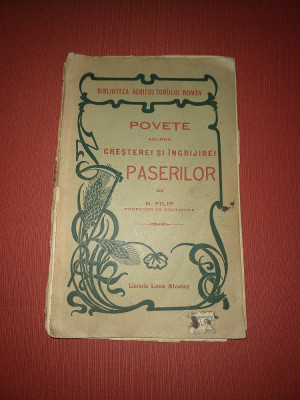 BIBLIOTECA AGRICULTORULUI ROMÂN
POVEȚE
ASUPRA
CREȘTEREI ȘI ÎNGRIJIREI
PASERILOR
DE
N. FILIP
PROFESOR DE ZOOTECHNIE
Librăria Leon Alcalay